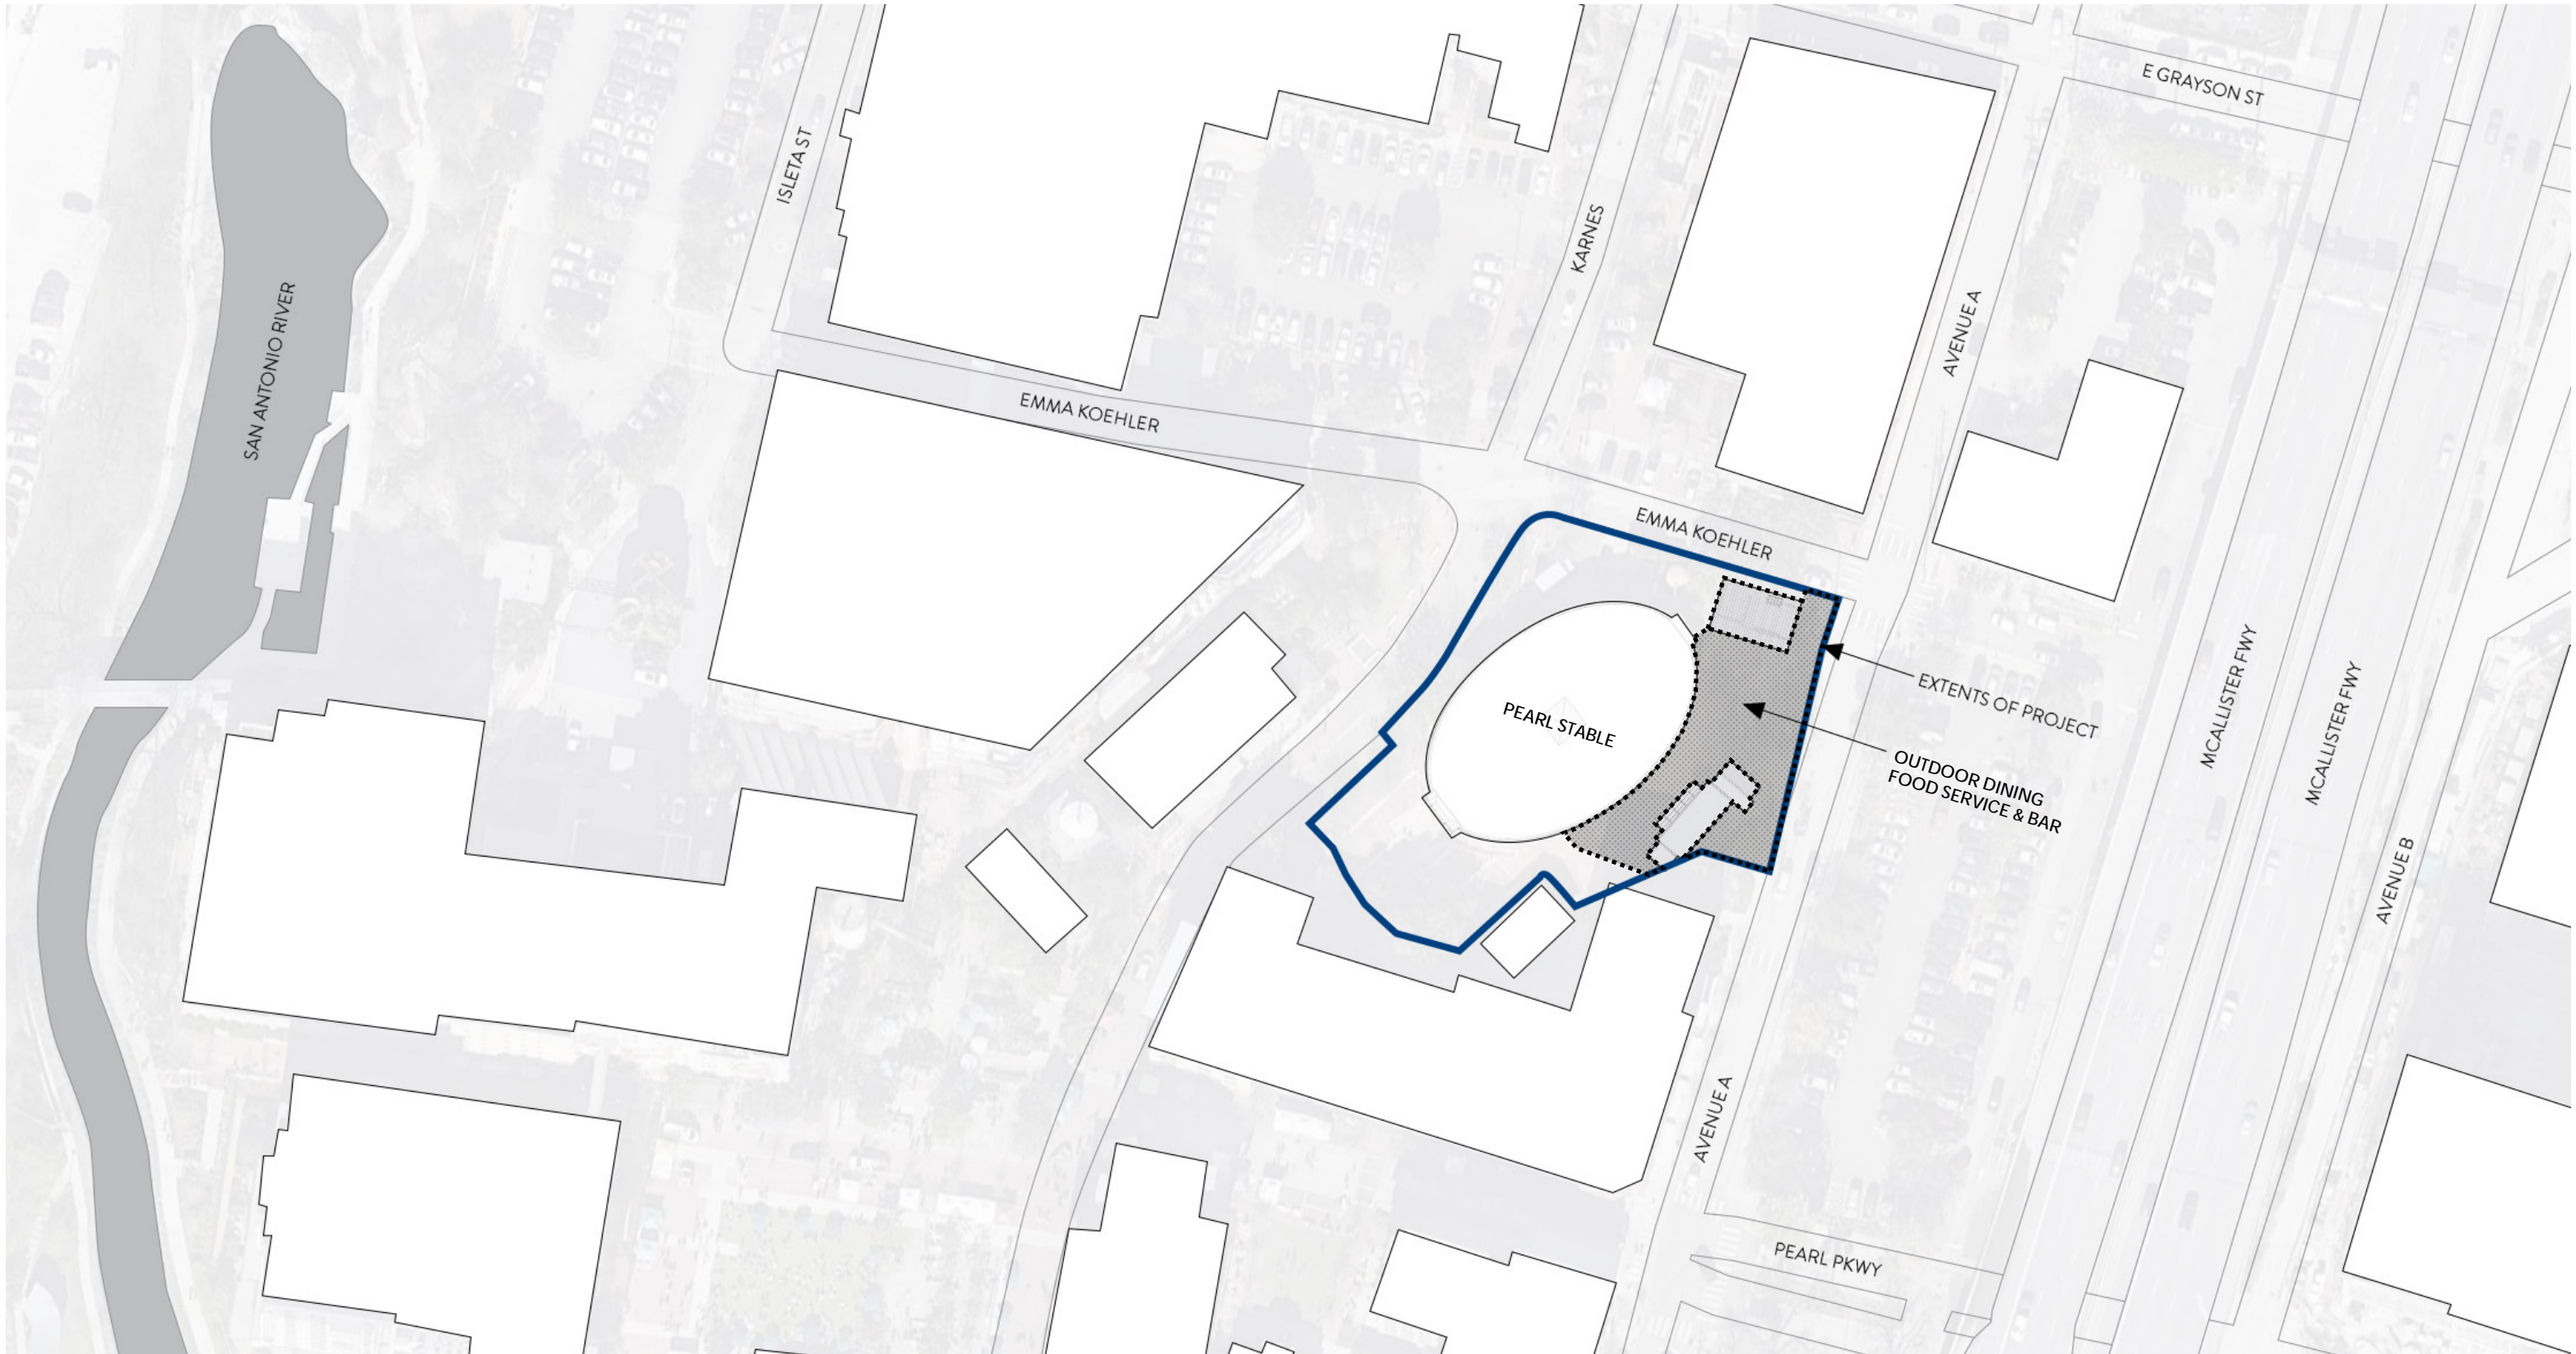 E GRAYSON ST
ISLETA ST
KARNES
AVENUE A
SAN ANTONIO RIVER
EMMA KOEHLER
EMMA KOEHLER
EXTENTS OF PROJECT
PEARL STABLE
OUTDOOR DINING
FOOD SERVICE & BAR
MCALLISTER FWY
MCALLISTER FWY
AVENUE B
AVENUE A
PEARL PKWY